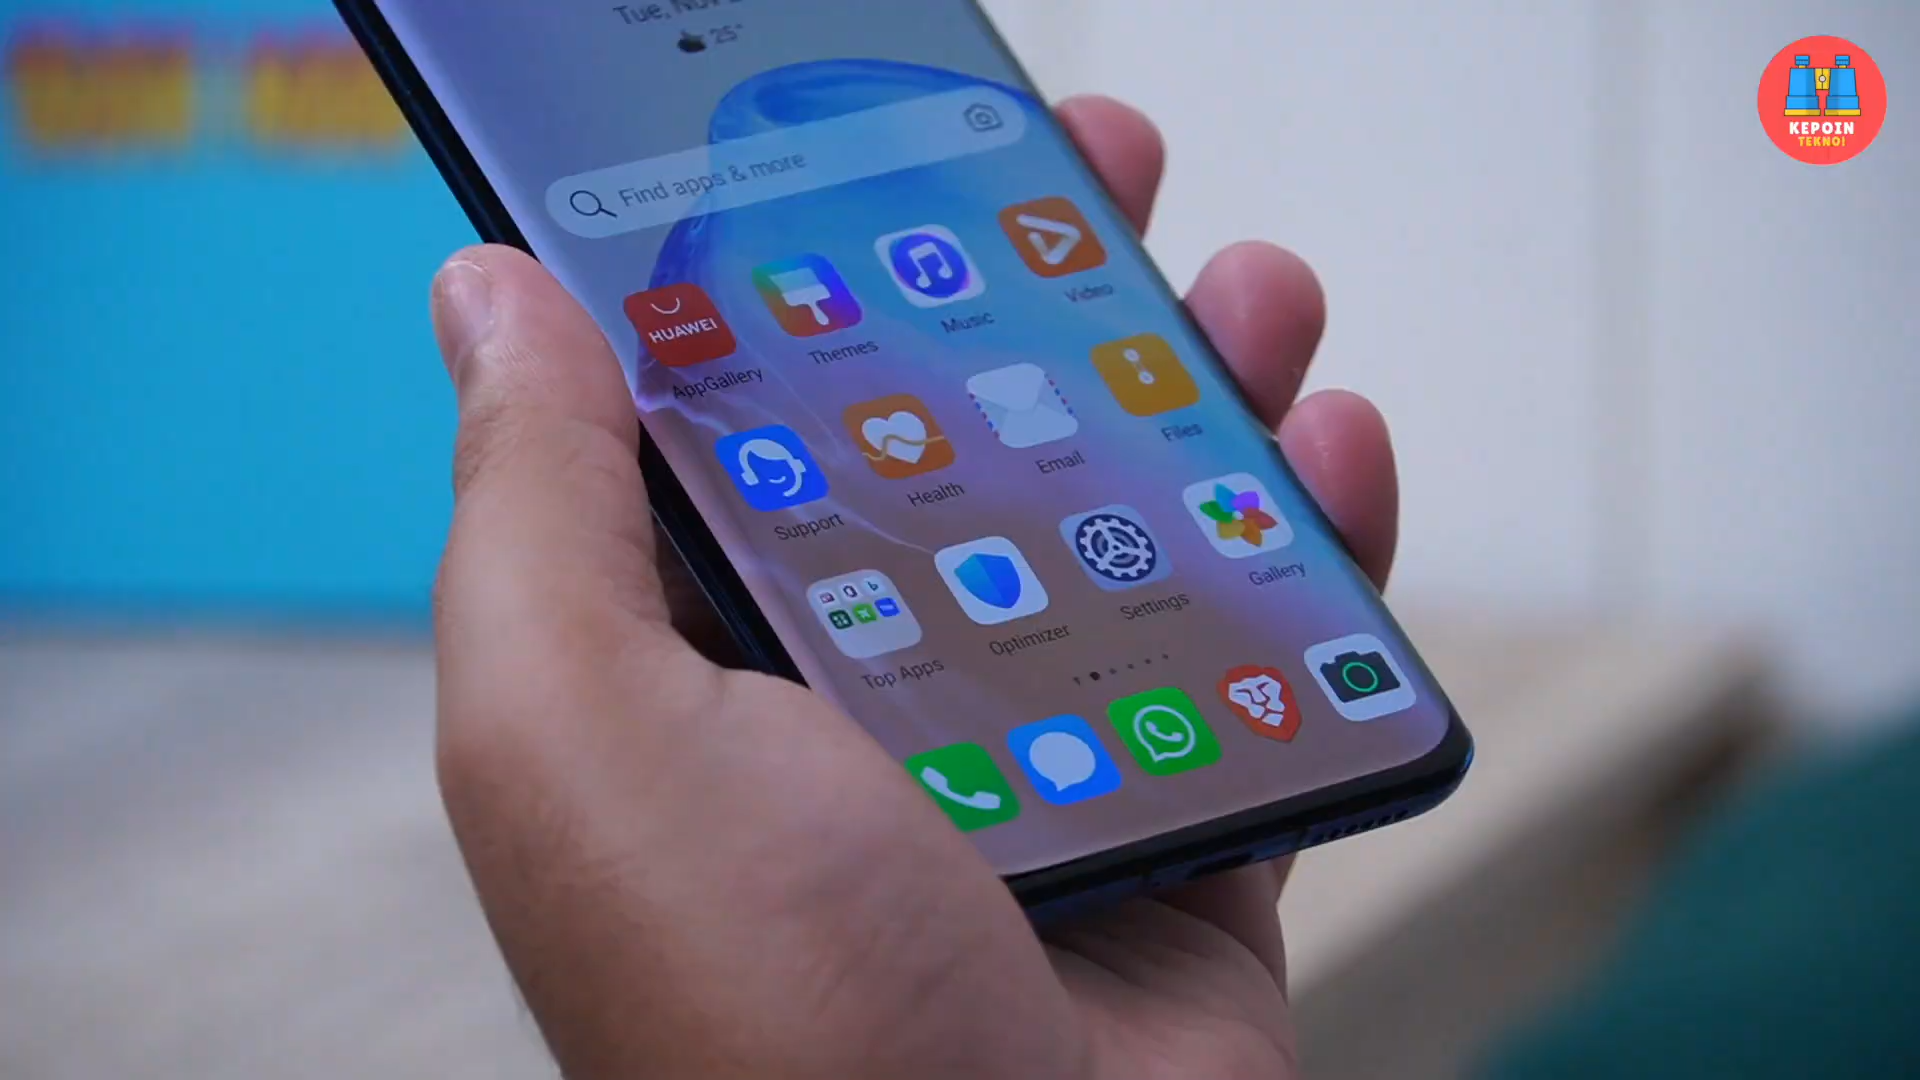 Tue, Nov
25°
Find apps & more
HUAWEI
AppGallery
Themes
Music
Video
Support
Health
Email
Files
Top Apps
Optimizer
Settings
Gallery
KEPOIN
TEKNO!